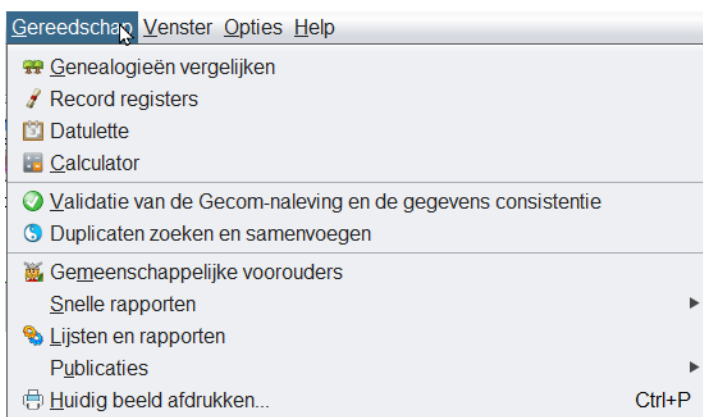 Gereedschap Venster Opties Help
Genealogieën vergelijken
Record registers
Datulette
Calculator
Validatie van de Gecom-naleving en de gegevens consistentie
Duplicaten zoeken en samenvoegen
Gemeenschappelijke voorouders
Snelle rapporten
Lijsten en rapporten
Publicaties
Huidig beeld afdrukken... Ctrl+P